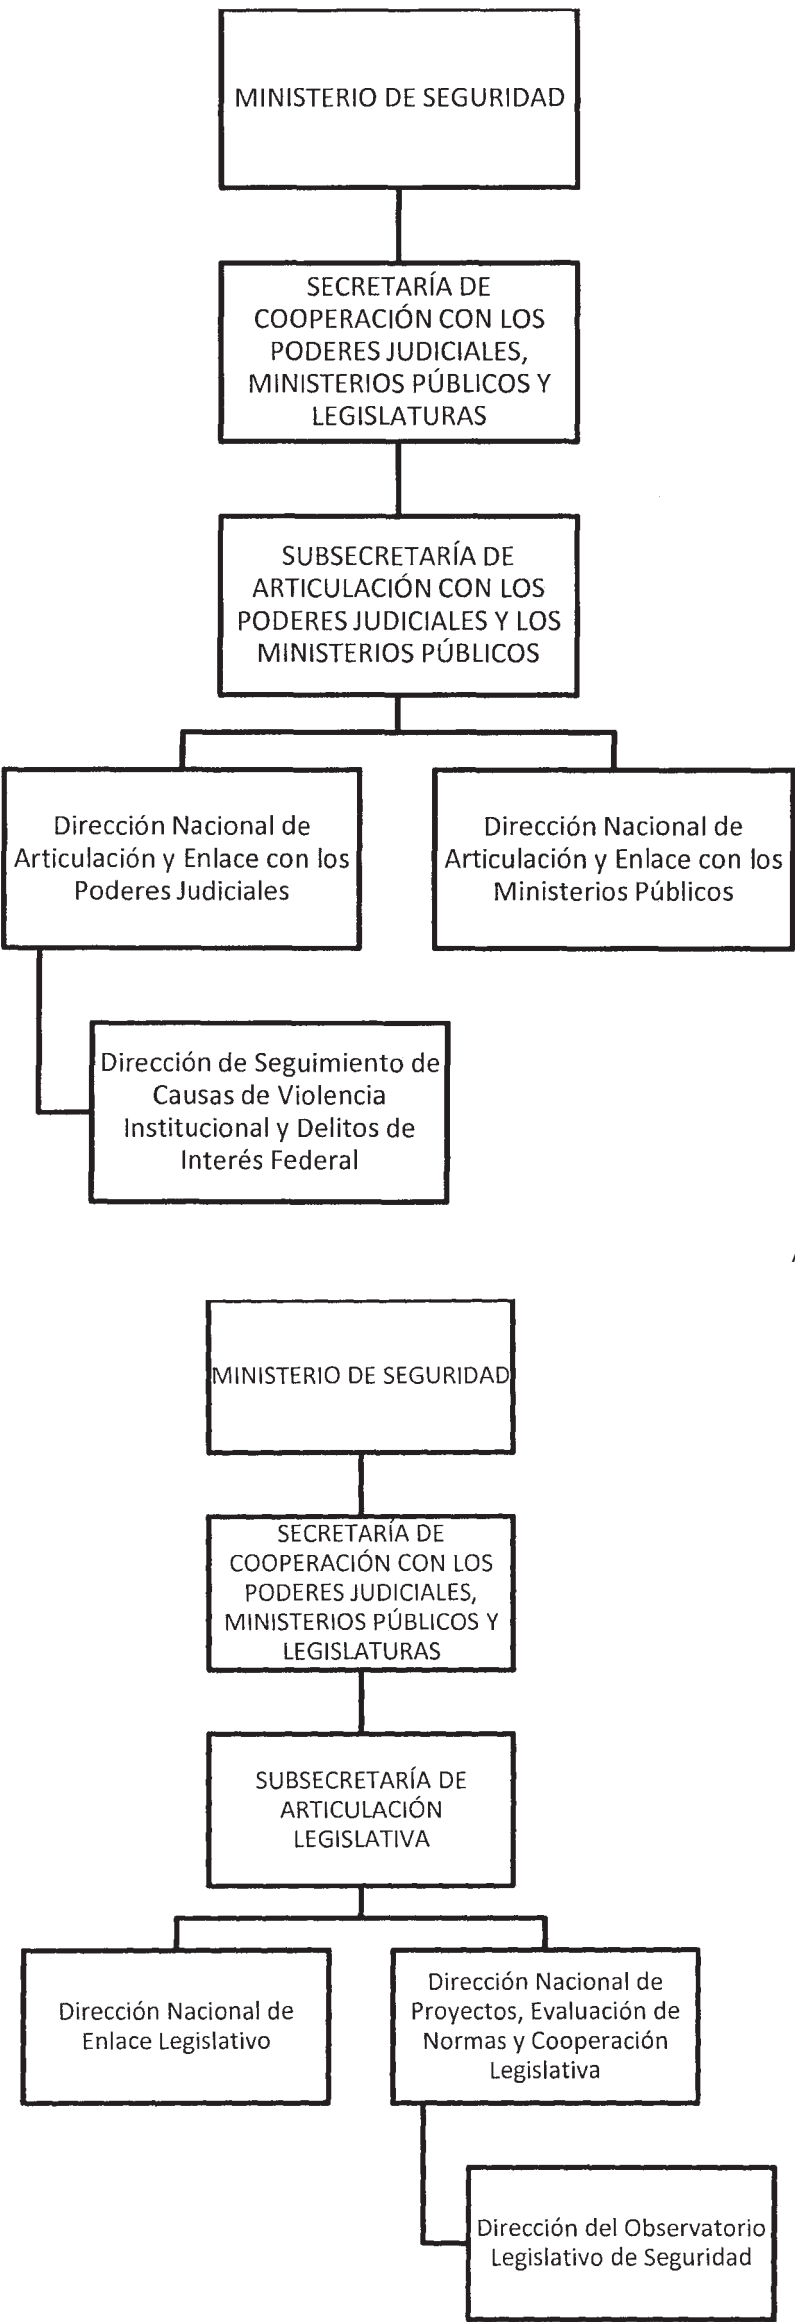 MINISTERIO DE SEGURIDAD
SECRETARÍA DE
COOPERACIÓN CON LOS
PODERES JUDICIALES,
MINISTERIOS PÚBLICOS Y
LEGISLATURAS
SUBSECRETARÍA DE
ARTICULACIÓN CON LOS
PODERES JUDICIALES Y LOS
MINISTERIOS PÚBLICOS
Dirección Nacional de
Articulación y Enlace con los
Poderes Judiciales
Dirección Nacional de
Articulación y Enlace con los
Ministerios Públicos
Dirección de Seguimiento de
Causas de Violencia
Institucional y Delitos de
Interés Federal
MINISTERIO DE SEGURIDAD
SECRETARÍA DE
COOPERACIÓN CON LOS
PODERES JUDICIALES,
MINISTERIOS PÚBLICOS Y
LEGISLATURAS
SUBSECRETARÍA DE
ARTICULACIÓN
LEGISLATIVA
Dirección Nacional de
Enlace Legislativo
Dirección Nacional de
Proyectos, Evaluación de
Normas y Cooperación
Legislativa
Dirección del Observatorio
Legislativo de Seguridad